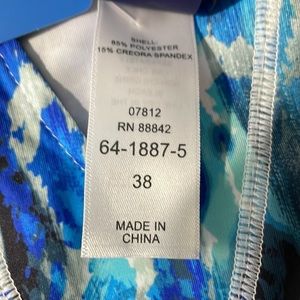 SHELL:
85% POLYESTER
15% CREORA SPANDEX
07812
RN 88842
64-1887-5
38
MADE IN
CHINA